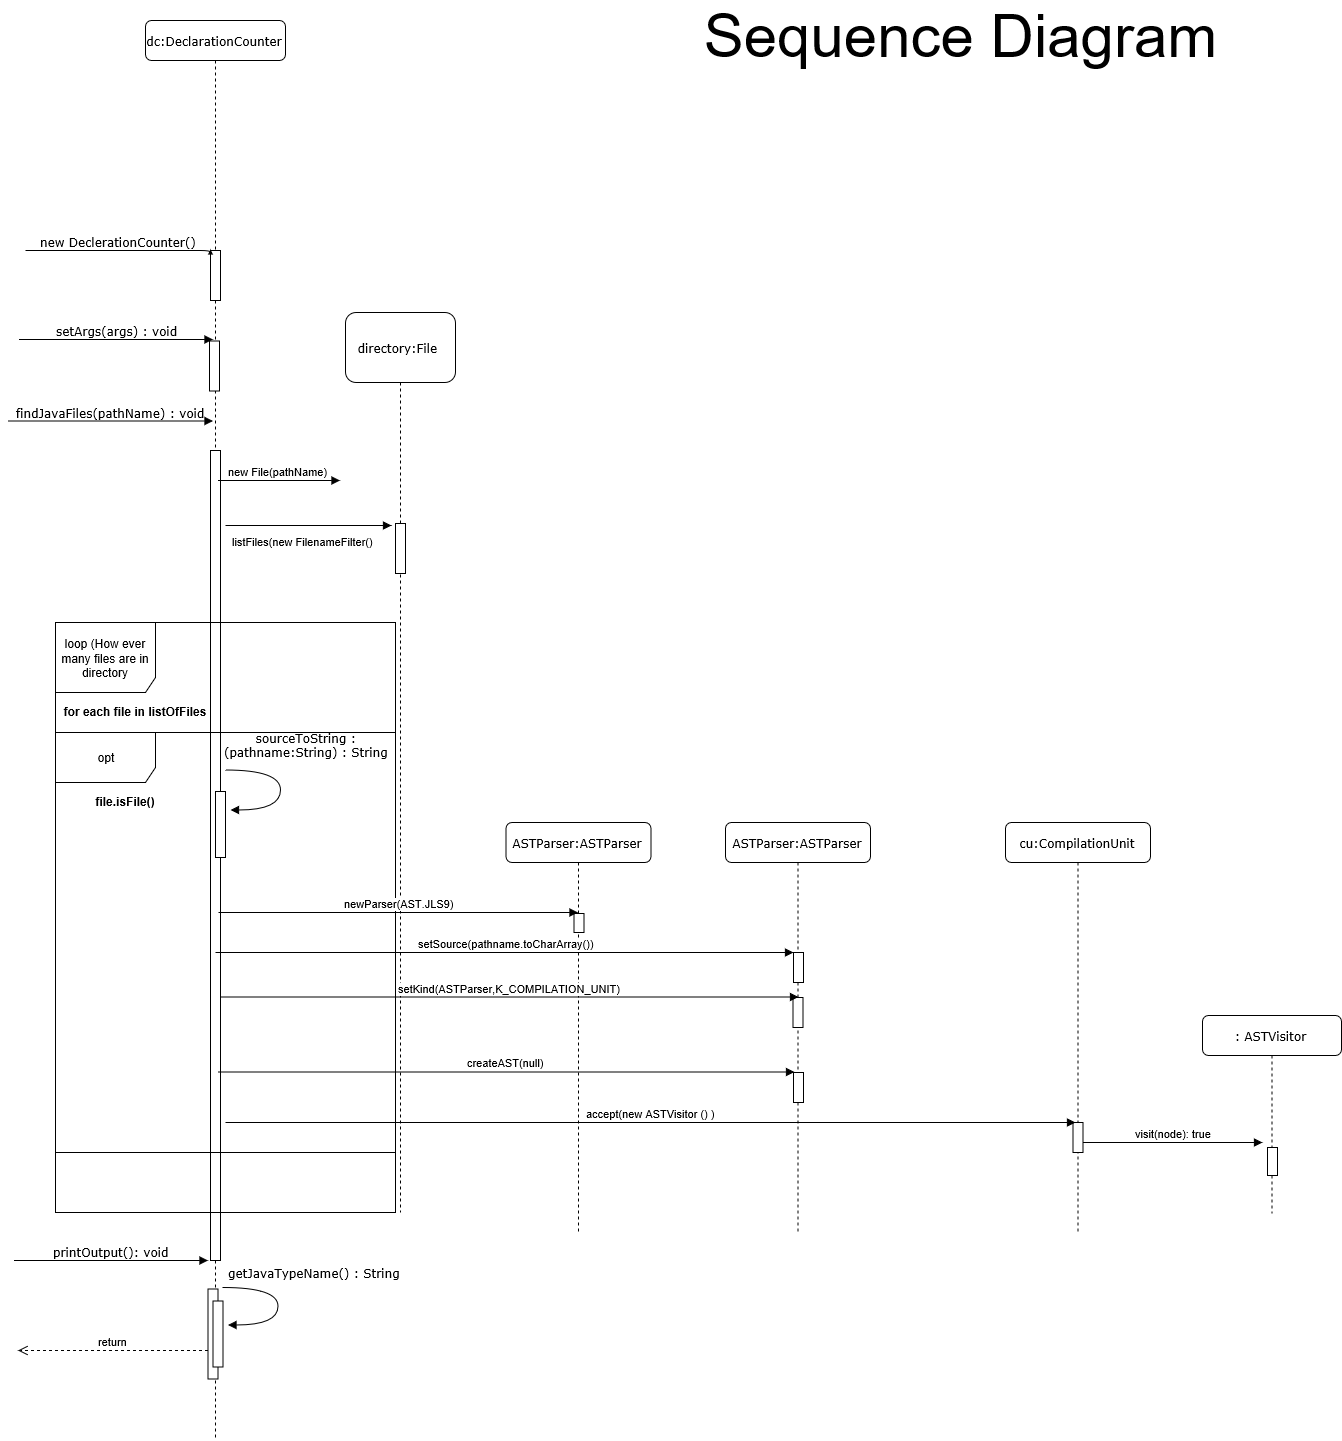 Sequence Diagram
dc:DeclarationCounter
new DeclerationCounter()
setArgs(args) : void
directory:File
findJavaFiles(pathName) : void
new File(pathName)
listFiles(new FilenameFilter()
loop (How ever
many files are in
directory
for each file in listOfFiles
sourceToString :
(pathname:String) : String
opt
file.isFile()
ASTParser:ASTParser
ASTParser:ASTParser
cu:CompilationUnit
newParser(AST.JLS9)
setSource(pathname.toCharArray())
setKind(ASTParser,K_COMPILATION_UNIT)
: ASTVisitor
createAST(null)
accept(new ASTVisitor () )
visit(node): true
printOutput(): void
getJavaTypeName() : String
return